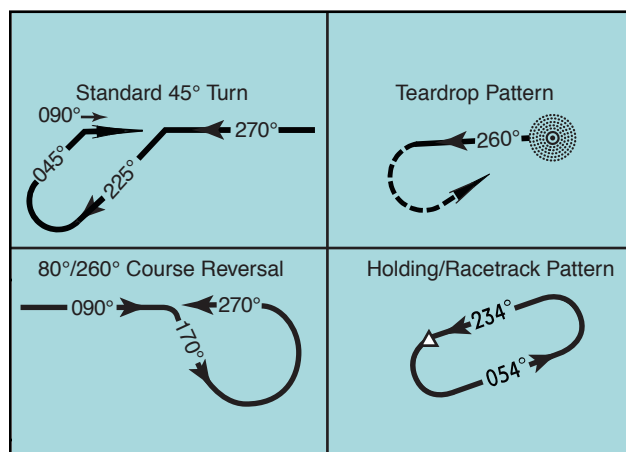 Standard 45° Turn
090°
270°
045°
225°
Teardrop Pattern
260°
80°/260° Course Reversal
090°
270°
170°
Holding/Racetrack Pattern
234°
054°